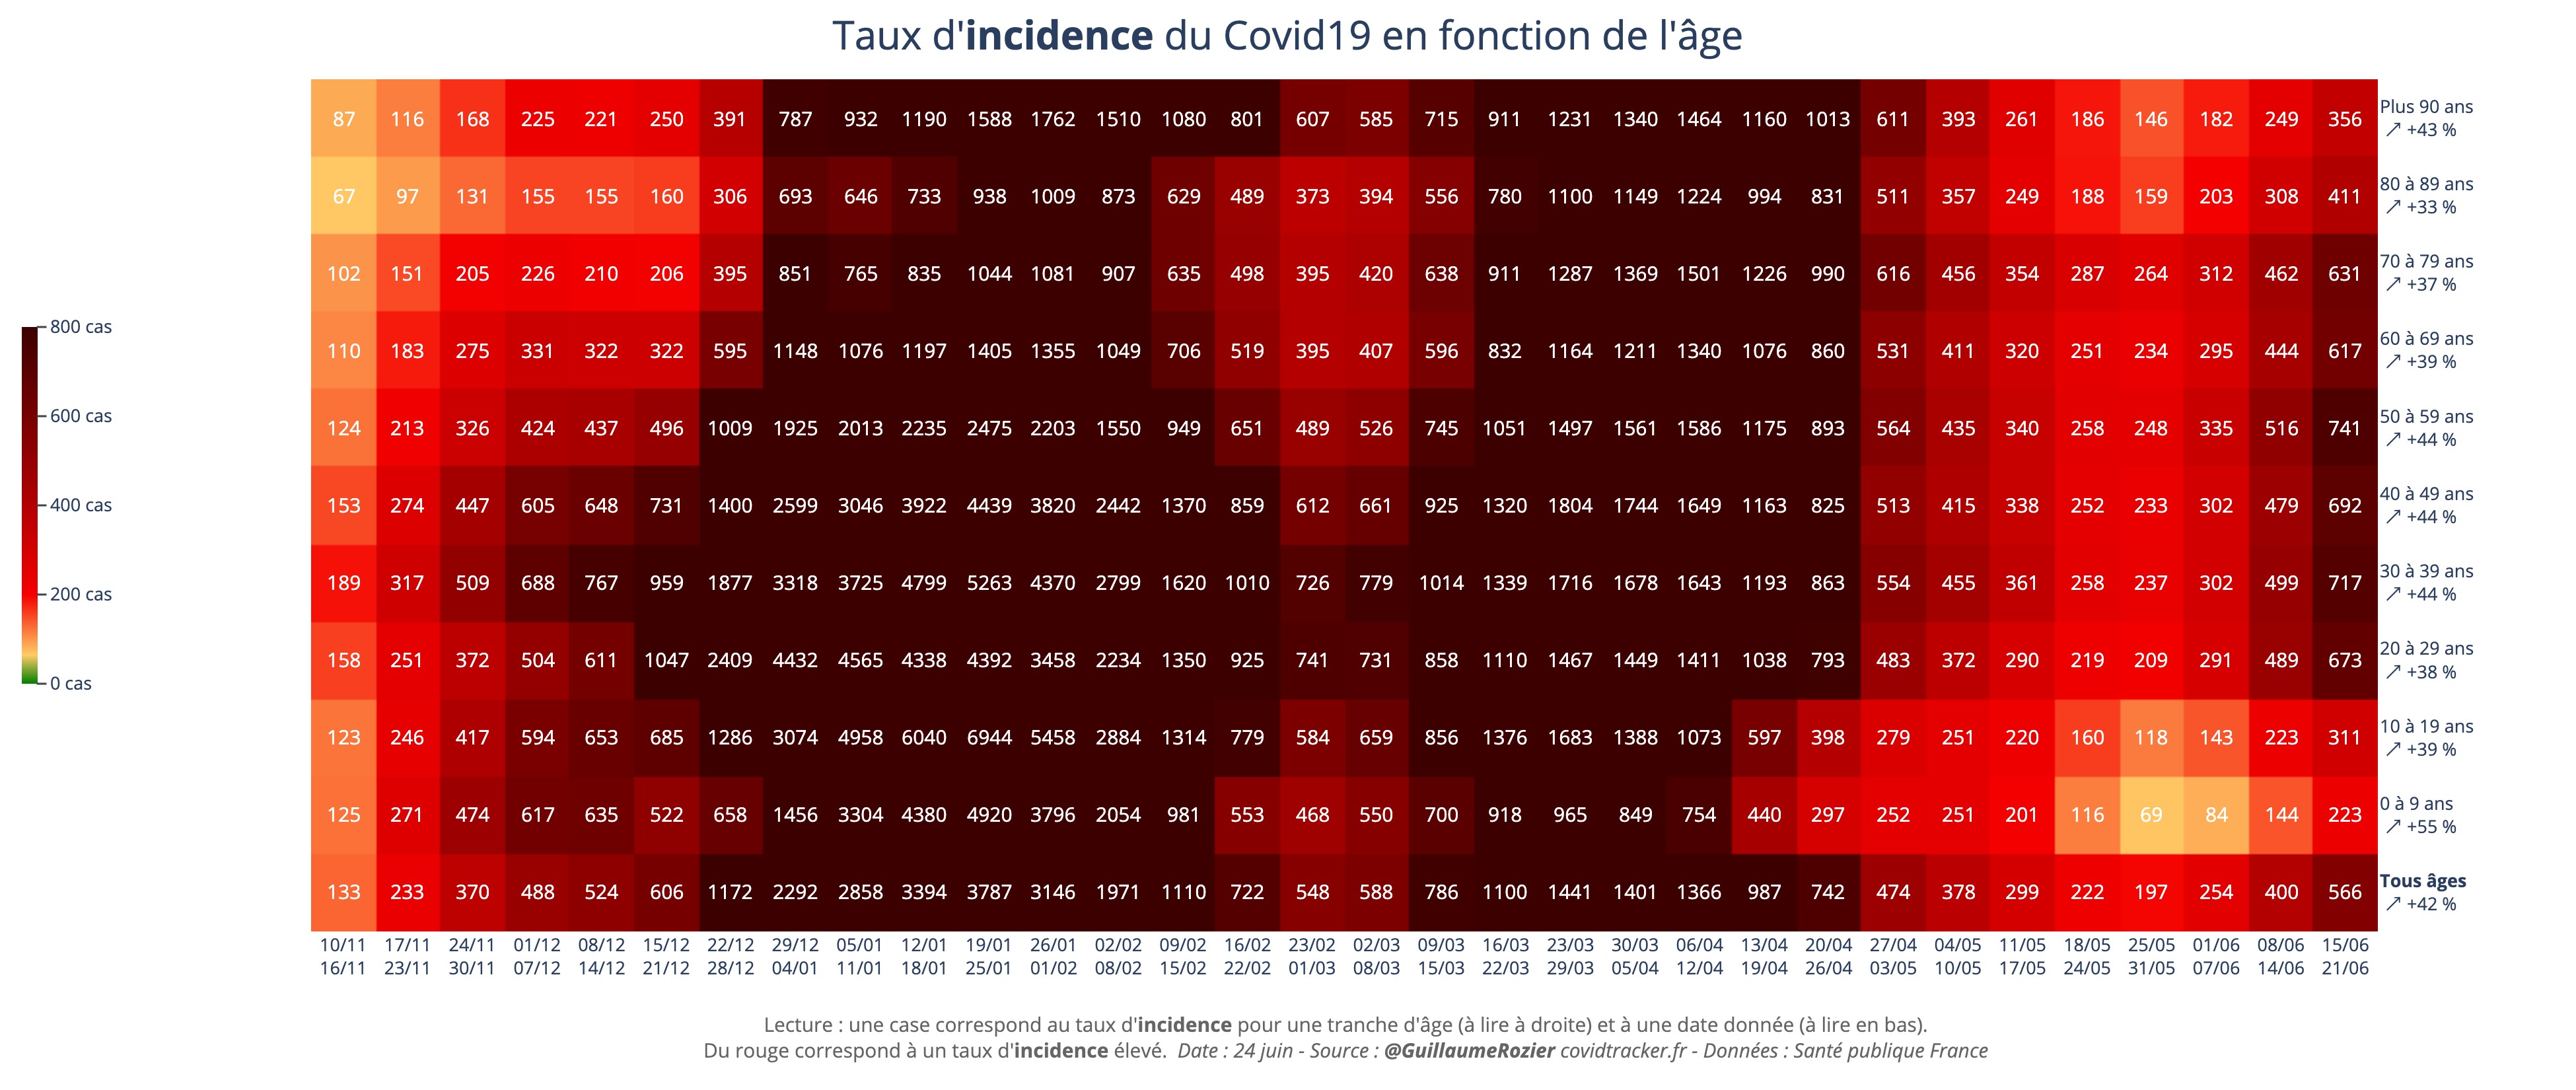 Taux d'incidence du Covid19 en fonction de l'âge
87 116 168 225 221 250 391 787 932 1190 1588 1762 1510 1080 801 607 585 715 911 1231 1340 1464 1160 1013 611 393 261 186 146 182 249 356 Plus 90 ans
↗ +43 %
67 97 131 155 155 160 306 693 646 733 938 1009 873 629 489 373 394 556 780 1100 1149 1224 994 831 511 357 249 188 159 203 308 411 80 à 89 ans
↗ +33 %
102 151 205 226 210 206 395 851 765 835 1044 1081 907 635 498 395 420 638 911 1287 1369 1501 1226 990 616 456 354 287 264 312 462 631 70 à 79 ans
↗ +37 %
800 cas
110 183 275 331 322 322 595 1148 1076 1197 1405 1355 1049 706 519 395 407 596 832 1164 1211 1340 1076 860 531 411 320 251 234 295 444 617 60 à 69 ans
↗ +39 %
600 cas
124 213 326 424 437 496 1009 1925 2013 2235 2475 2203 1550 949 651 489 526 745 1051 1497 1561 1586 1175 893 564 435 340 258 248 335 516 741 50 à 59 ans
↗ +44 %
400 cas
153 274 447 605 648 731 1400 2599 3046 3922 4439 3820 2442 1370 859 612 661 925 1320 1804 1744 1649 1163 825 513 415 338 252 233 302 479 692 40 à 49 ans
↗ +44 %
200 cas
189 317 509 688 767 959 1877 3318 3725 4799 5263 4370 2799 1620 1010 726 779 1014 1339 1716 1678 1643 1193 863 554 455 361 258 237 302 499 717 30 à 39 ans
↗ +44 %
0 cas
158 251 372 504 611 1047 2409 4432 4565 4338 4392 3458 2234 1350 925 741 731 858 1110 1467 1449 1411 1038 793 483 372 290 219 209 291 489 673 20 à 29 ans
↗ +38 %
123 246 417 594 653 685 1286 3074 4958 6040 6944 5458 2884 1314 779 584 659 856 1376 1683 1388 1073 597 398 279 251 220 160 118 143 223 311 10 à 19 ans
↗ +39 %
125 271 474 617 635 522 658 1456 3304 4380 4920 3796 2054 981 553 468 550 700 918 965 849 754 440 297 252 251 201 116 69 84 144 223 0 à 9 ans
↗ +55 %
133 233 370 488 524 606 1172 2292 2858 3394 3787 3146 1971 1110 722 548 588 786 1100 1441 1401 1366 987 742 474 378 299 222 197 254 400 566 Tous âges
↗ +42 %
10/11 17/11 24/11 01/12 08/12 15/12 22/12 29/12 05/01 12/01 19/01 26/01 02/02 09/02 16/02 23/02 02/03 09/03 16/03 23/03 30/03 06/04 13/04 20/04 27/04 04/05 11/05 18/05 25/05 01/06 08/06 15/06
16/11 23/11 30/11 07/12 14/12 21/12 28/12 04/01 11/01 18/01 25/01 01/02 08/02 15/02 22/02 01/03 08/03 15/03 22/03 29/03 05/04 12/04 19/04 26/04 03/05 10/05 17/05 24/05 31/05 07/06 14/06 21/06
Lecture : une case correspond au taux d'incidence pour une tranche d'âge (à lire à droite) et à une date donnée (à lire en bas).
Du rouge correspond à un taux d'incidence élevé. Date : 24 juin - Source : @GuillaumeRozier covidtracker.fr - Données : Santé publique France